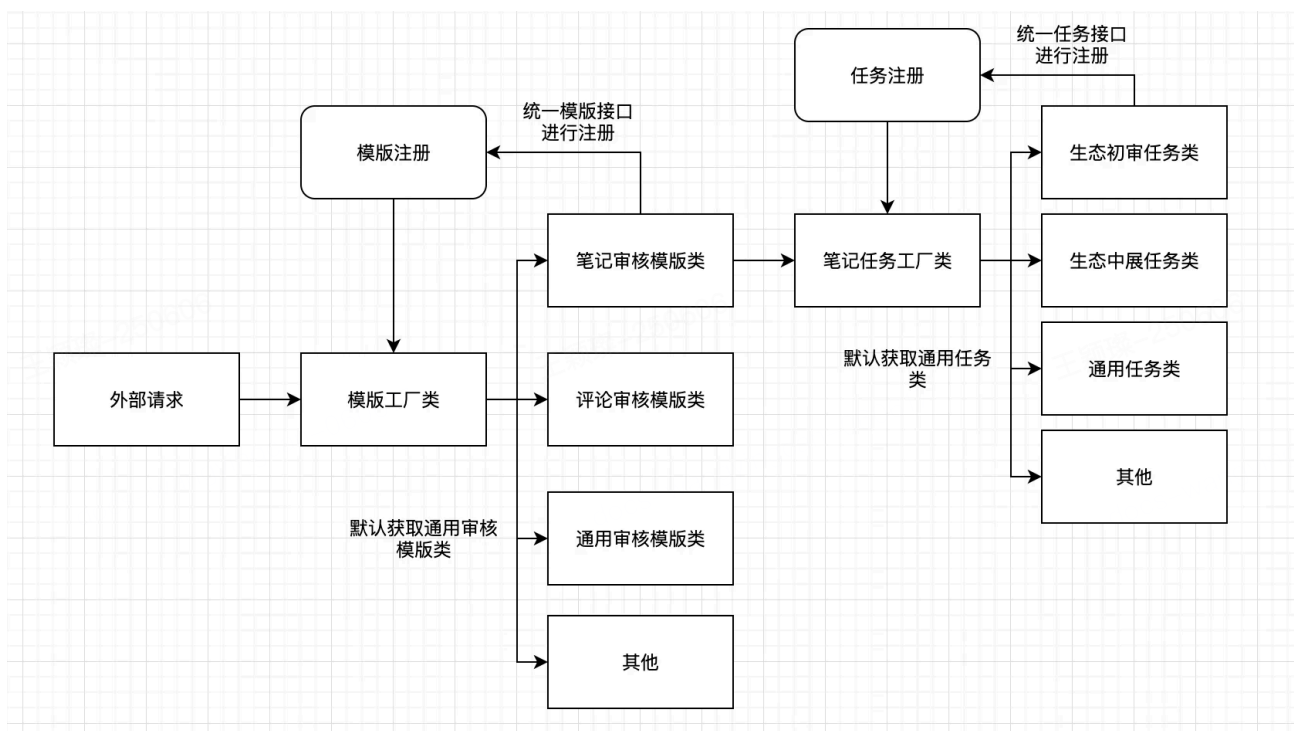 统一任务接口
进行注册
任务注册
统一模版接口
进行注册
模版注册
生态初审任务类
笔记审核模版类
笔记任务工厂类
生态中展任务类
默认获取通用任务
类
通用任务类
外部请求
模版工厂类
评论审核模版类
其他
默认获取通用审核
模版类
通用审核模版类
其他